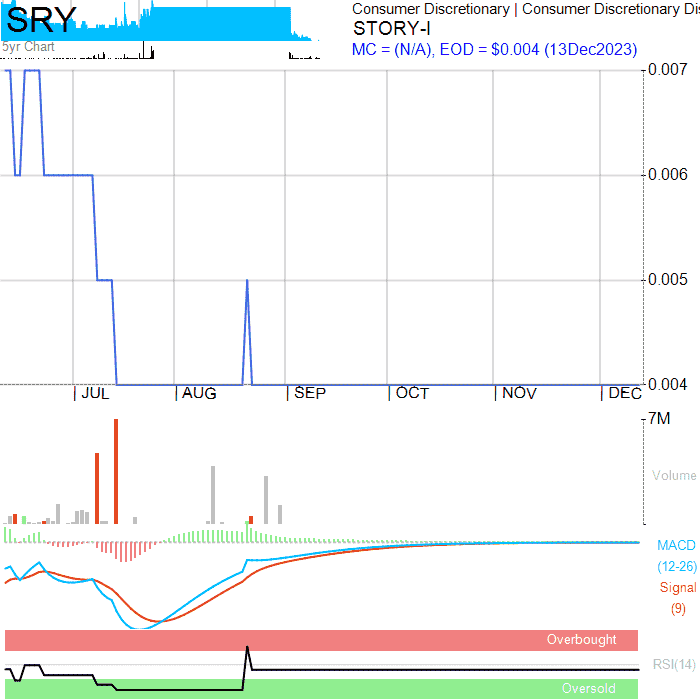 SRY
5yr Chart
Consumer Discretionary | Consumer Discretionary Dis
STORY-I
MC = (N/A), EOD = $0.004 (13Dec2023)
0.007
0.006
0.005
0.004
| JUL | AUG | SEP | OCT | NOV | DEC
7M
Volume
MACD
(12-26)
Signal
(9)
Overbought
RSI(14)
Oversold